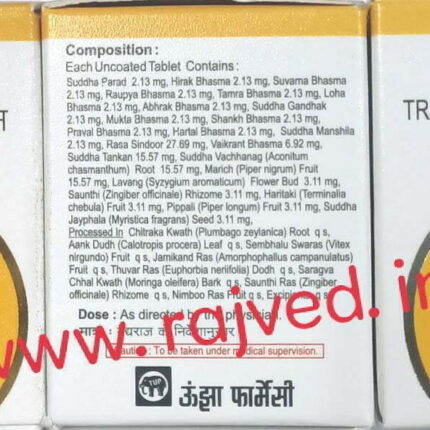 Composition :
Each Uncoated Tablet Contains :
Suddha Parad 2.13 mg, Hirak Bhasma 2.13 mg, Suvarna Bhasma
2.13 mg, Raupya Bhasma 2.13 mg, Tamra Bhasma 2.13 mg, Loha
Bhasma 2.13 mg, Abhrak Bhasma 2.13 mg, Suddha Gandhak
2.13 mg, Mukta Bhasma 2.13 mg, Shankh Bhasma 2.13 mg,
Praval Bhasma 2.13 mg, Hartal Bhasma 2.13 mg, Suddha Manshila
2.13 mg, Rasa Sindoor 27.69 mg, Vaikrant Bhasma 6.92 mg,
Suddha Tankan 15.57 mg, Suddha Vachhanag (Aconitum
chasmanthum) Root 15.57 mg, Marich (Piper nigrum) Fruit
15.57 mg, Lavang (Syzygium aromaticum) Flower Bud 3.11 mg,
Saunthi (Zingiber officinale) Rhizome 3.11 mg, Haritaki (Terminalia
chebula) Fruit 3.11 mg, Pippali (Piper longum) Fruit 3.11 mg, Suddha
Jayphala (Myristica fragrans) Seed 3.11 mg,
Processed In Chitraka Kwath (Plumbago zeylanica) Root q s,
Aank Dudh (Calotropis procera) Leaf q s, Sembhalu Swaras (Vitex
nirgundo) Fruit q s, Jamikand Ras (Amorphophallus campanulatus)
Fruit q s, Thuvar Ras (Euphorbia neriifolia) Dodh q s, Saragva
Chhal Kwath (Moringa oleifera) Bark q s, Saunthi Ras (Zingiber
officinale) Rhizome q s, Nimboo Ras Fruit q s, Excipients q s
Dose : As directed by the physician.
मात्रा : वैद्यराज के निर्देशानुसार
Caution : To be taken under medical supervision.
TUP
ऊंझा फार्मेसी
TR
www.rajved.in